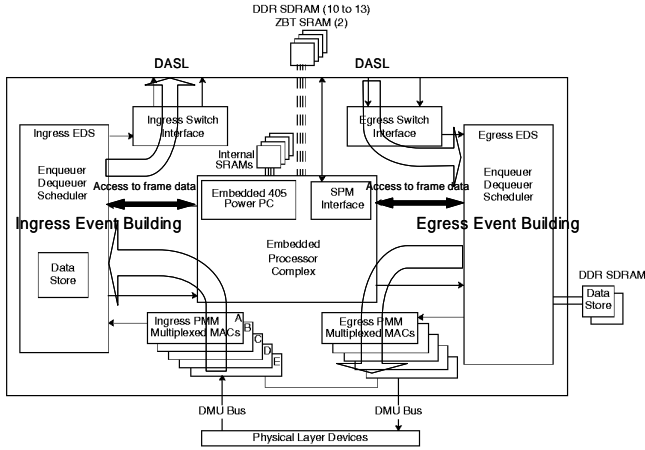 DDR SDRAM (10 to 13)
ZBT SRAM (2)
DASL
DASL
Ingress Switch
Interface
Egress Switch
Interface
Ingress EDS
Enqueuer
Dequeuer
Scheduler
Internal
SRAMs
Egress EDS
Enqueuer
Dequeuer
Scheduler
Access to frame data
Embedded 405
Power PC
SPM
Interface
Access to frame data
Ingress Event Building
Egress Event Building
Embedded
Processor
Complex
Data
Store
DDR SDRAM
Data
Store
Ingress PMM
Multiplexed MACs
A
B
C
D
E
Egress PMM
Multiplexed MACs
DMU Bus
DMU Bus
Physical Layer Devices